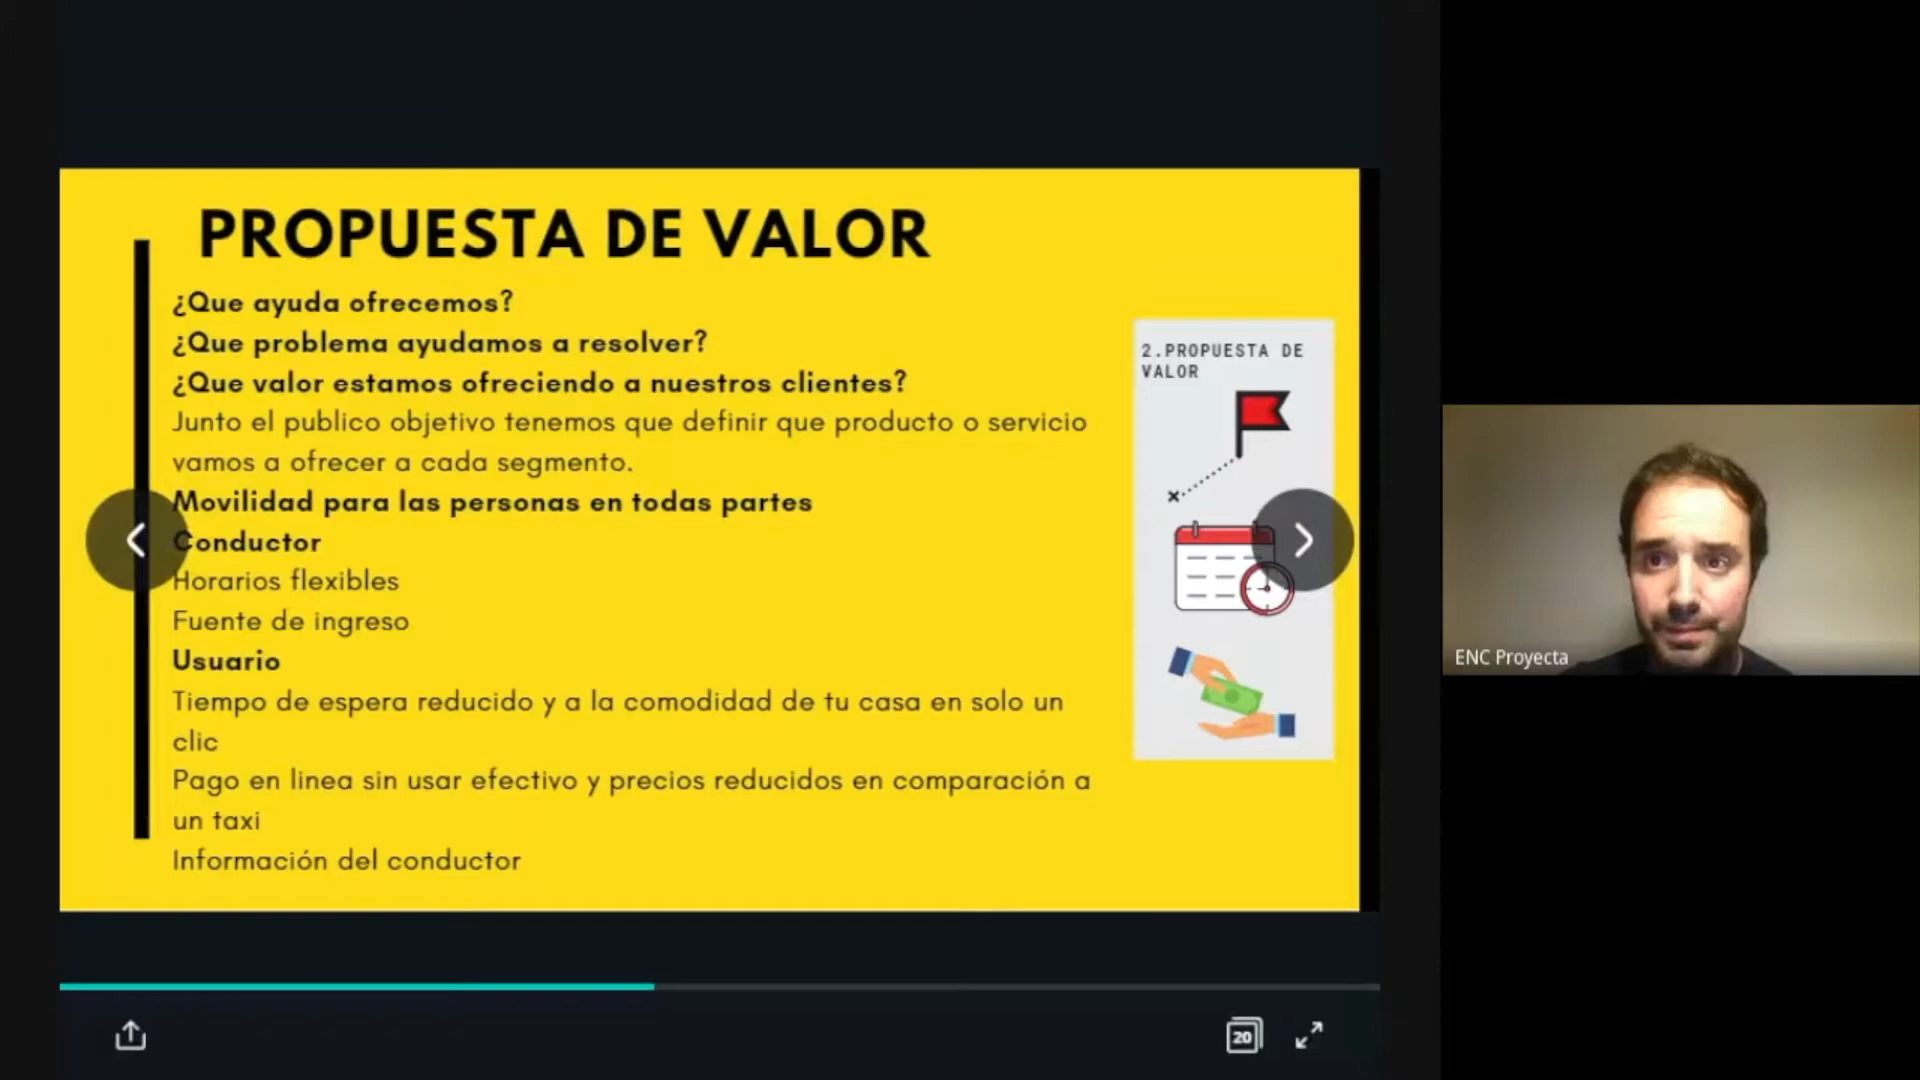 PROPUESTA DE VALOR
¿Que ayuda ofrecemos?
¿Que problema ayudamos a resolver?
¿Que valor estamos ofreciendo a nuestros clientes?
Junto el publico objetivo tenemos que definir que producto o servicio
vamos a ofrecer a cada segmento.
Movilidad para las personas en todas partes
Conductor
Horarios flexibles
Fuente de ingreso
Usuario
Tiempo de espera reducido y a la comodidad de tu casa en solo un
clic
Pago en linea sin usar efectivo y precios reducidos en comparación a
un taxi
Información del conductor
2.PROPUESTA DE
VALOR
ENC Proyecta
20